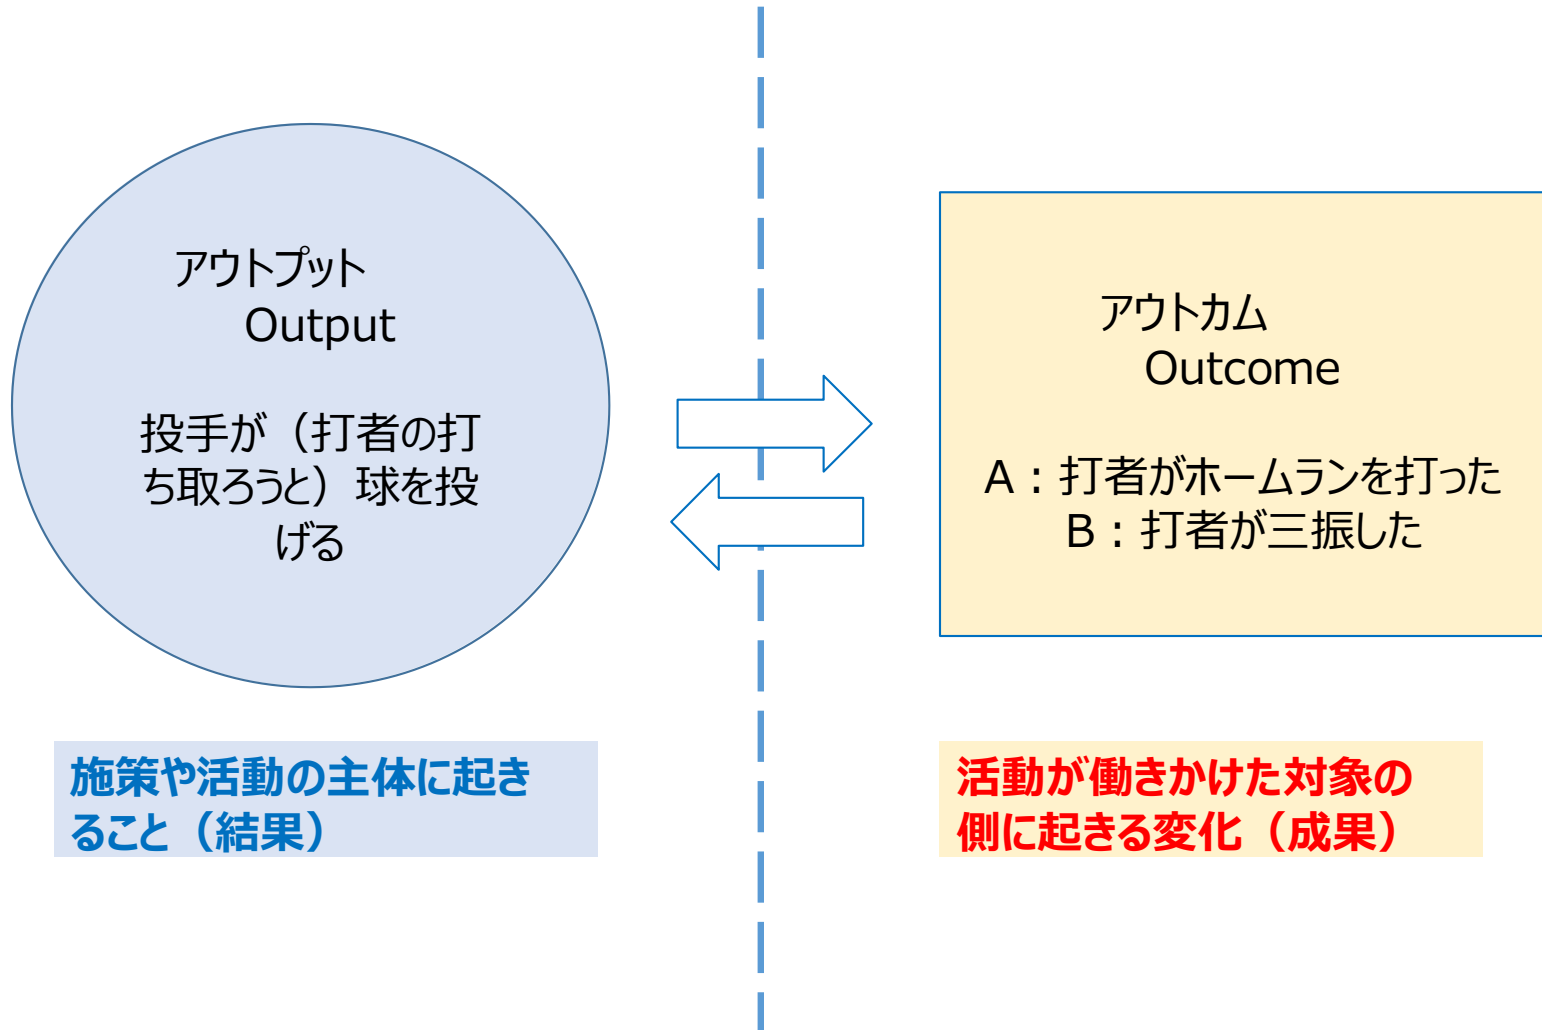 アウトプット
Output
投手が（打者の打
ち取ろうと）球を投
げる
施策や活動の主体に起き
ること（結果）
アウトカム
Outcome
A：打者がホームランを打った
B：打者が三振した
活動が働きかけた対象の
側に起きる変化（成果）